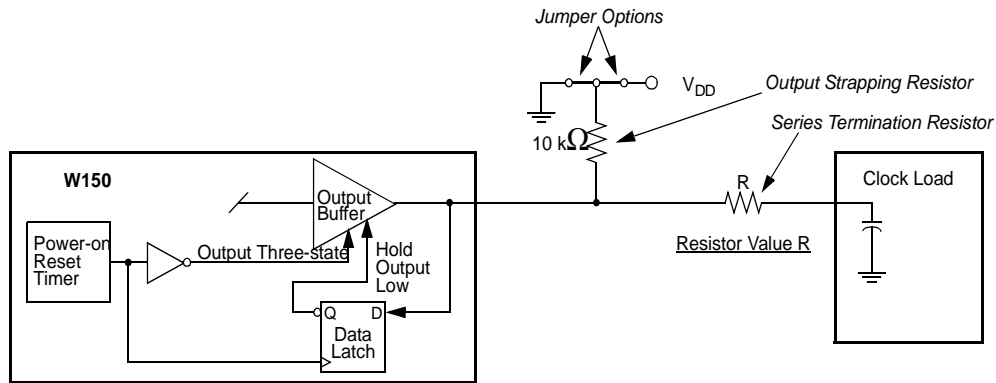 Jumper Options
V_DD
Output Strapping Resistor
10 kΩ
Series Termination Resistor
W150
R
Clock Load
Output
Buffer
Power-on
Reset
Timer
Output Three-state
Hold
Output
Low
Resistor Value R
Q
D
Data
Latch